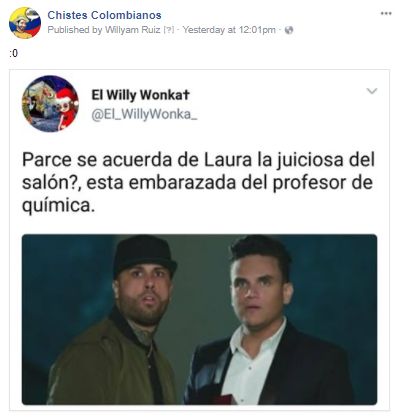 Chistes Colombianos
Published by Willyam Ruiz [?] · Yesterday at 12:01pm ·
:0
El Willy Wonka†
@El_WillyWonka_
Parce se acuerda de Laura la juiciosa del
salón?, esta embarazada del profesor de
química.